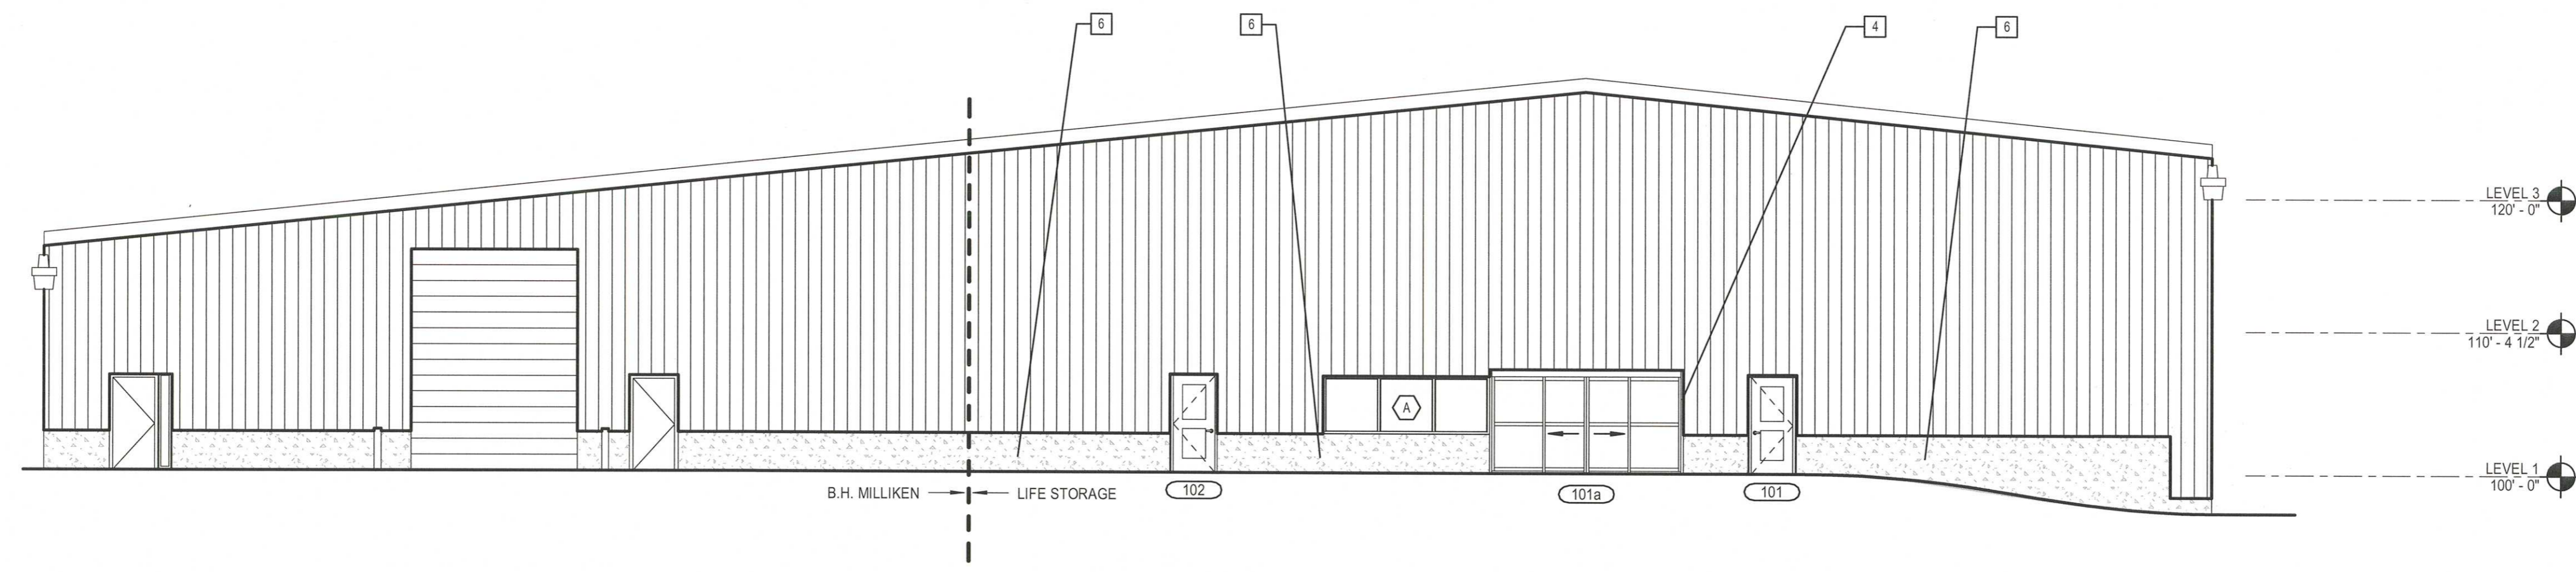 6
6
4
6
LEVEL 3
120' - 0"
LEVEL 2
110' - 4 1/2"
A
LEVEL 1
100' - 0"
B.H. MILLIKEN
LIFE STORAGE
102
101a
101